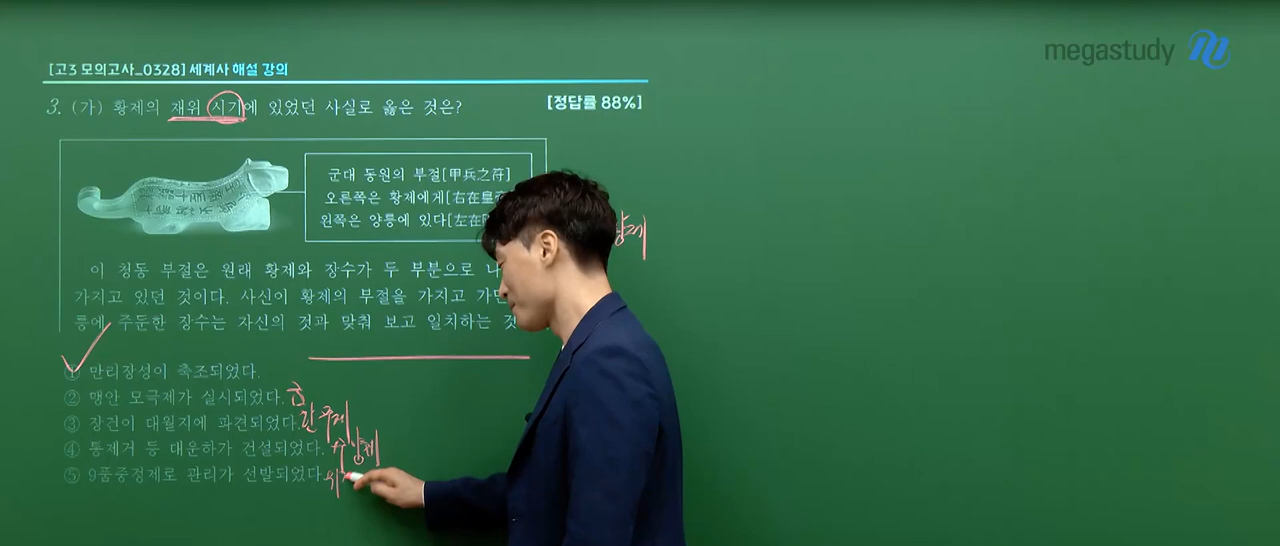 megastudy
[고3 모의고사_0328] 세계사 해설 강의
3. (가) 황제의 재위 시기에 있었던 사실로 옳은 것은?
[정답률 88%]
군대 동원의 부절[甲兵之符]
오른쪽은 황제에게[右在皇
왼쪽은 양릉에 있다[左在
이 청동 부절은 원래 황제와 장수가 두 부분으로 나
가지고 있던 것이다. 사신이 황제의 부절을 가지고 가면
릉에 주둔한 장수는 자신의 것과 맞춰 보고 일치하는 것
① 만리장성이 축조되었다.
② 맹안 모극제가 실시되었다. 금
③ 장건이 대월지에 파견되었다. 한 무제
④ 통제거 등 대운하가 건설되었다. 수 양제
⑤ 9품중정제로 관리가 선발되었다. 위